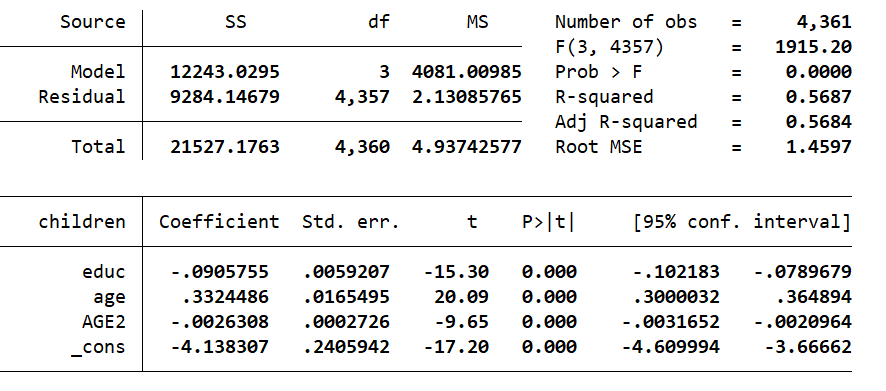 Source SS df MS Number of obs = 4,361
F(3, 4357) = 1915.20
Model 12243.0295 3 4081.00985 Prob > F = 0.0000
Residual 9284.14679 4,357 2.13085765 R-squared = 0.5687
Adj R-squared = 0.5684
Total 21527.1763 4,360 4.93742577 Root MSE = 1.4597
children Coefficient Std. err. t P>|t| [95% conf. interval]
educ -.0905755 .0059207 -15.30 0.000 -.102183 -.0789679
age .3324486 .0165495 20.09 0.000 .3000032 .364894
AGE2 -.0026308 .0002726 -9.65 0.000 -.0031652 -.0020964
_cons -4.138307 .2405942 -17.20 0.000 -4.609994 -3.66662